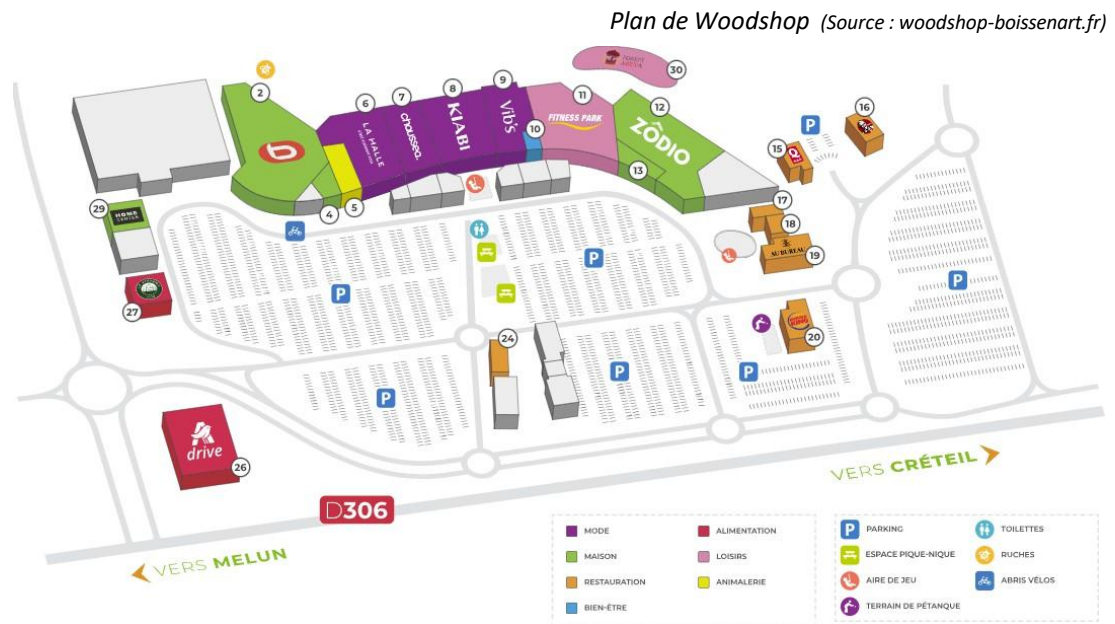 Plan de Woodshop (Source : woodshop-boissenart.fr)
30
2
6
7
8
9
11
12
16
LA HALLE
chaussea.
KIABI
Vib's
10
FITNESS PARK
ZÔDIO
P
15
13
29
HOME
4
5
17
18
AU BUREAU
19
P
P
P
27
24
20
P
P
P
drive
26
VERS CRÉTEIL
D306
VERS MELUN
MODE
MAISON
RESTAURATION
BIEN-ÊTRE
ALIMENTATION
LOISIRS
ANIMALERIE
P PARKING
ESPACE PIQUE-NIQUE
AIRE DE JEU
TERRAIN DE PÉTANQUE
TOILETTES
RUCHES
ABRIS VÉLOS